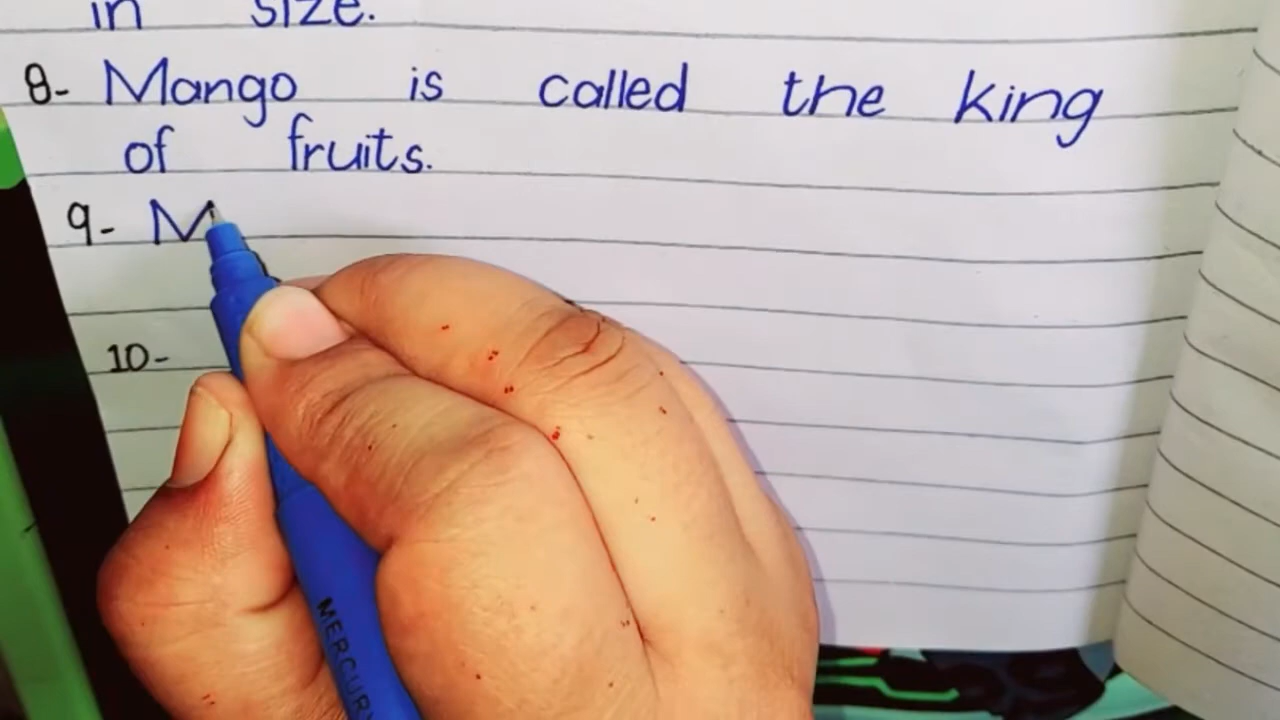 in size.
8- Mango is called the king
of fruits.
9- M
10-
MERCURY